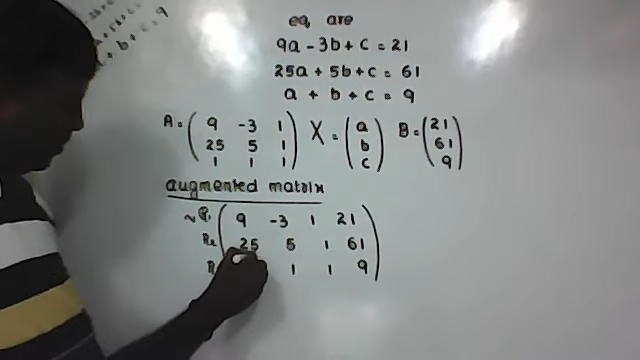 eq are
9a - 3b + c = 21
25a + 5b + c = 61
a + b + c = 9
A = ( 9 -3 1 X = ( a B = ( 21
25 5 1 b 61
1 1 1 ) c ) 9 )
augmented matrix
~ R₁ ( 9 -3 1 21
R₂ 25 5 1 61
1 1 9 )